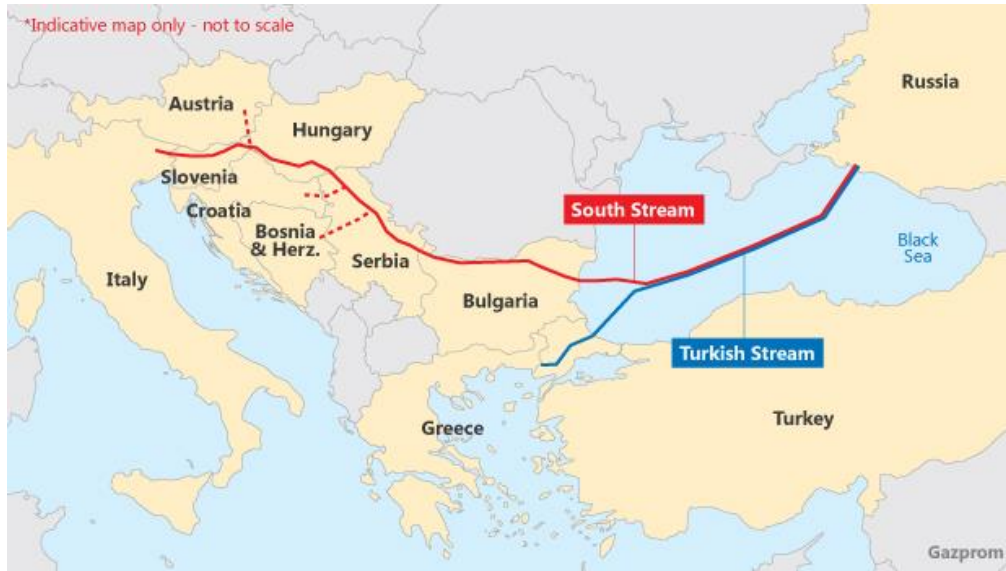 *Indicative map only - not to scale
Russia
Austria
Hungary
Slovenia
Croatia
South Stream
Bosnia
& Herz.
Black
Sea
Serbia
Italy
Bulgaria
Turkish Stream
Turkey
Greece
Gazprom